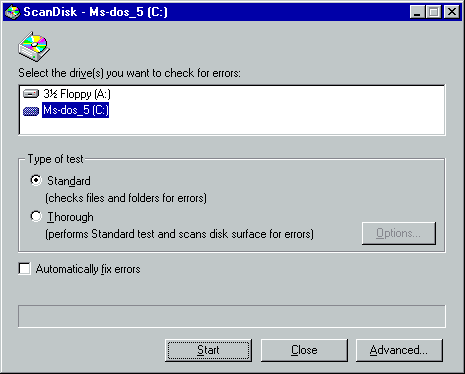 ScanDisk - Ms-dos_5 (C:)
Select the drive(s) you want to check for errors:
3½ Floppy (A:)
Ms-dos_5 (C:)
Type of test
Standard
(checks files and folders for errors)
Thorough
(performs Standard test and scans disk surface for errors)
Options...
Automatically fix errors
Start Close Advanced...